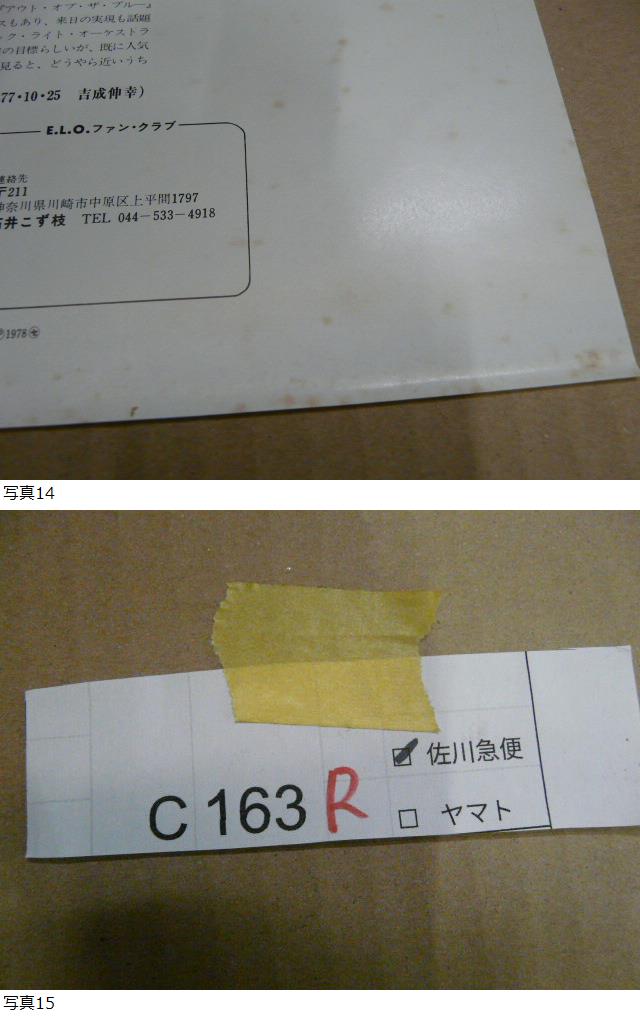 アウト・オブ・ザ・ブルー』
スもあり、来日の実現も話題
ック・ライト・オーケストラ
の目標らしいが、既に人気
見ると、どうやら近いうち
77・10・25 吉成伸幸)
E.L.O.ファン・クラブ
連絡先
〒211
神奈川県川崎市中原区上平間1797
石井こず枝 TEL 044-533-4918
Ⓟ1978
写真14
佐川急便
C 163 R
ヤマト
写真15